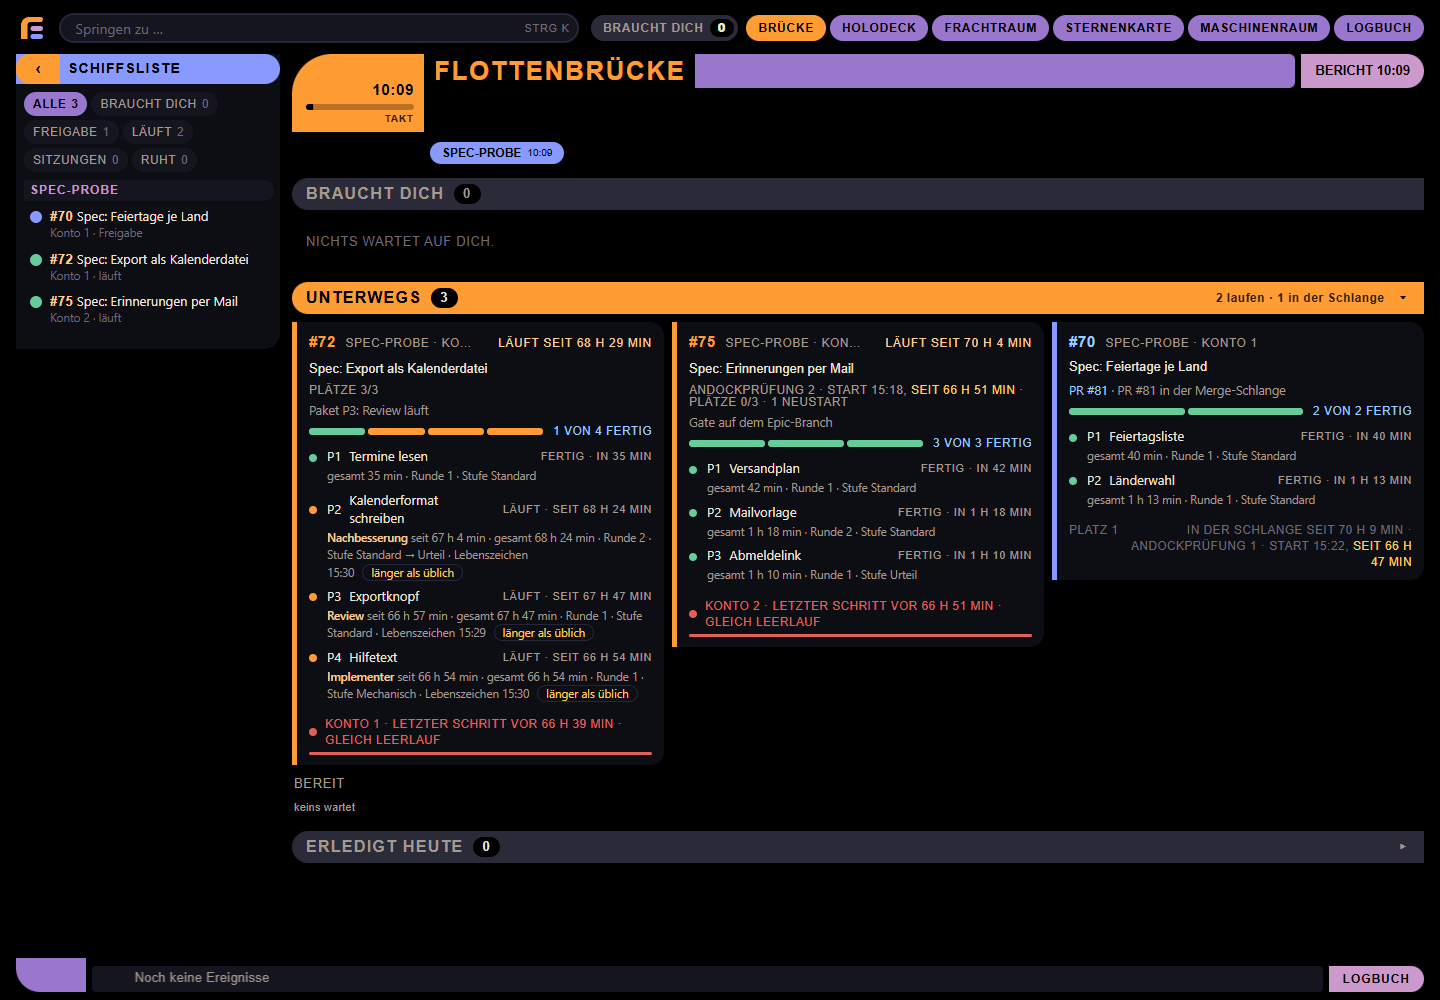 Springen zu ... STRG K BRAUCHT DICH 0 BRÜCKE HOLODECK FRACHTRAUM STERNENKARTE MASCHINENRAUM LOGBUCH
‹ SCHIFFSLISTE
ALLE 3 BRAUCHT DICH 0
FREIGABE 1 LÄUFT 2
SITZUNGEN 0 RUHT 0
SPEC-PROBE
#70 Spec: Feiertage je Land
Konto 1 · Freigabe
#72 Spec: Export als Kalenderdatei
Konto 1 · läuft
#75 Spec: Erinnerungen per Mail
Konto 2 · läuft
10:09
TAKT
FLOTTENBRÜCKE
BERICHT 10:09
SPEC-PROBE 10:09
BRAUCHT DICH 0
NICHTS WARTET AUF DICH.
UNTERWEGS 3 2 laufen · 1 in der Schlange
#72 SPEC-PROBE · KO... LÄUFT SEIT 68 H 29 MIN
Spec: Export als Kalenderdatei
PLÄTZE 3/3
Paket P3: Review läuft
1 VON 4 FERTIG
P1 Termine lesen FERTIG · IN 35 MIN
gesamt 35 min · Runde 1 · Stufe Standard
P2 Kalenderformat
schreiben LÄUFT · SEIT 68 H 24 MIN
Nachbesserung seit 67 h 4 min · gesamt 68 h 24 min · Runde 2 ·
Stufe Standard → Urteil · Lebenszeichen
15:30 länger als üblich
P3 Exportknopf LÄUFT · SEIT 67 H 47 MIN
Review seit 66 h 57 min · gesamt 67 h 47 min · Runde 1 · Stufe
Standard · Lebenszeichen 15:29 länger als üblich
P4 Hilfetext LÄUFT · SEIT 66 H 54 MIN
Implementer seit 66 h 54 min · gesamt 66 h 54 min · Runde 1 ·
Stufe Mechanisch · Lebenszeichen 15:30 länger als üblich
KONTO 1 · LETZTER SCHRITT VOR 66 H 39 MIN ·
GLEICH LEERLAUF
#75 SPEC-PROBE · KON... LÄUFT SEIT 70 H 4 MIN
Spec: Erinnerungen per Mail
ANDOCKPRÜFUNG 2 · START 15:18, SEIT 66 H 51 MIN ·
PLÄTZE 0/3 · 1 NEUSTART
Gate auf dem Epic-Branch
3 VON 3 FERTIG
P1 Versandplan FERTIG · IN 42 MIN
gesamt 42 min · Runde 1 · Stufe Standard
P2 Mailvorlage FERTIG · IN 1 H 18 MIN
gesamt 1 h 18 min · Runde 2 · Stufe Standard
P3 Abmeldelink FERTIG · IN 1 H 10 MIN
gesamt 1 h 10 min · Runde 1 · Stufe Urteil
KONTO 2 · LETZTER SCHRITT VOR 66 H 51 MIN ·
GLEICH LEERLAUF
#70 SPEC-PROBE · KONTO 1
Spec: Feiertage je Land
PR #81 · PR #81 in der Merge-Schlange
2 VON 2 FERTIG
P1 Feiertagsliste FERTIG · IN 40 MIN
gesamt 40 min · Runde 1 · Stufe Standard
P2 Länderwahl FERTIG · IN 1 H 13 MIN
gesamt 1 h 13 min · Runde 1 · Stufe Standard
PLATZ 1 IN DER SCHLANGE SEIT 70 H 9 MIN ·
ANDOCKPRÜFUNG 1 · START 15:22, SEIT 66 H
47 MIN
BEREIT
keins wartet
ERLEDIGT HEUTE 0
Noch keine Ereignisse LOGBUCH